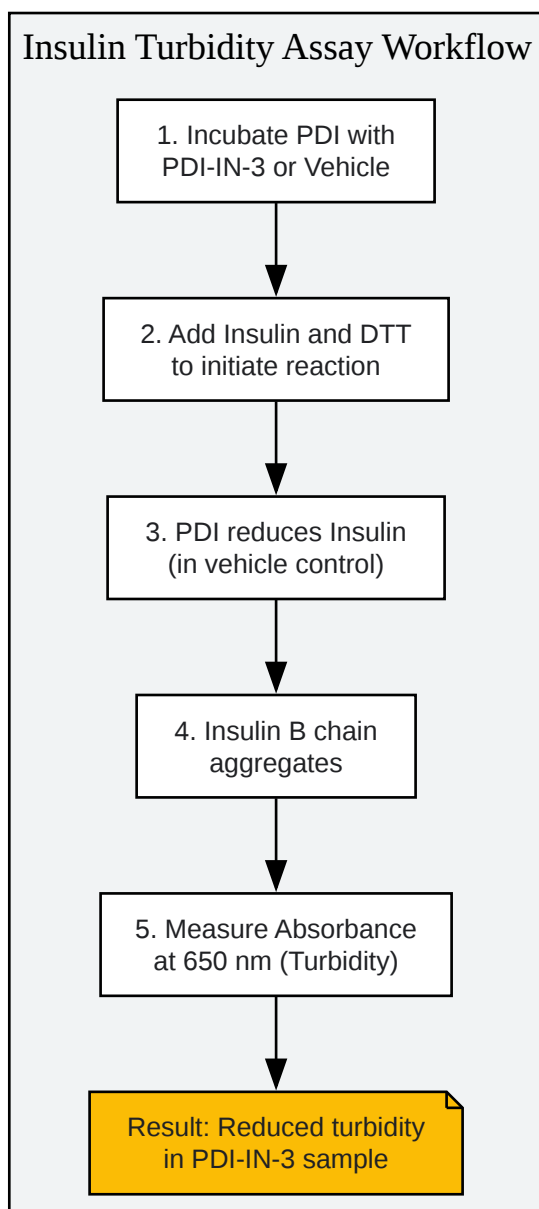 Insulin Turbidity Assay Workflow
1. Incubate PDI with
PDI-IN-3 or Vehicle
2. Add Insulin and DTT
to initiate reaction
3. PDI reduces Insulin
(in vehicle control)
4. Insulin B chain
aggregates
5. Measure Absorbance
at 650 nm (Turbidity)
Result: Reduced turbidity
in PDI-IN-3 sample